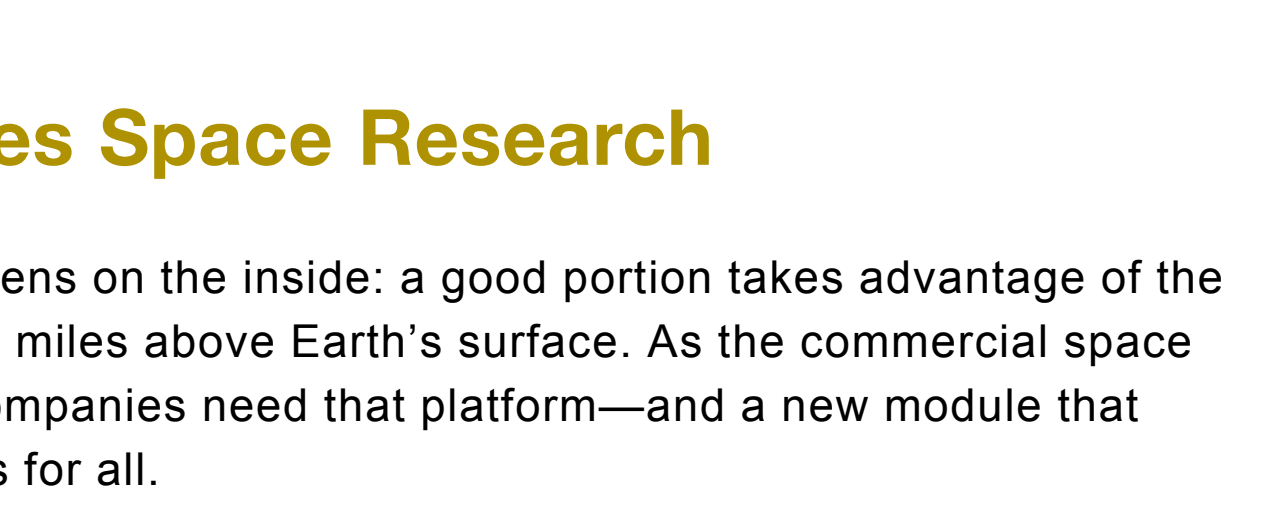 es Space Research
ens on the inside: a good portion takes advantage of the
miles above Earth’s surface. As the commercial space
ompanies need that platform—and a new module that
s for all.